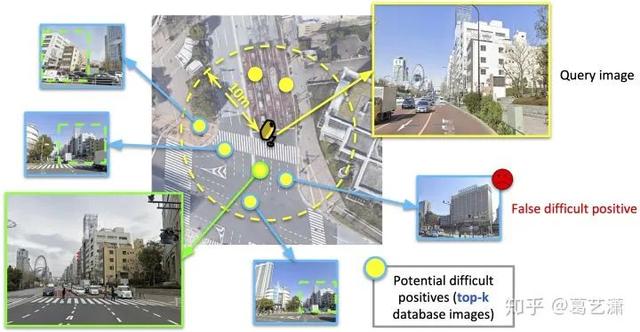 10m
Query image
False difficult positive
Potential difficult
positives (top-k
database images)
知乎 @葛艺潇